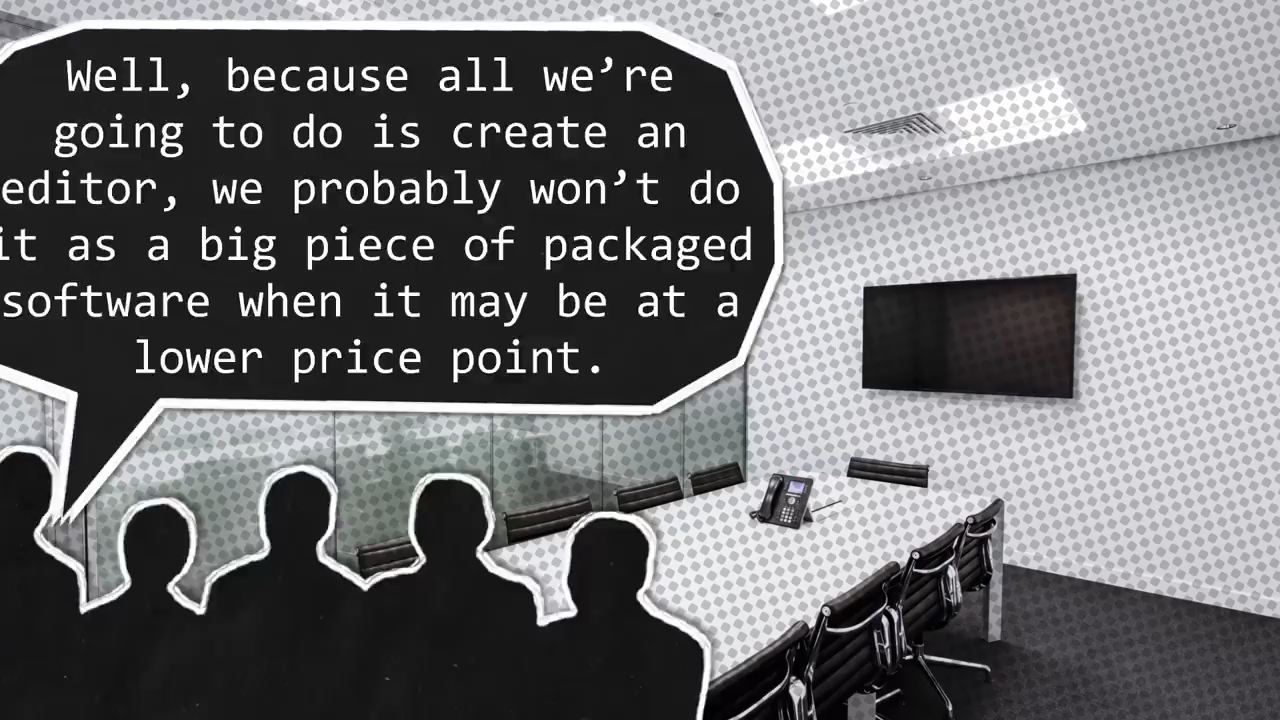 Well, because all we’re
going to do is create an
editor, we probably won’t do
it as a big piece of packaged
software when it may be at a
lower price point.